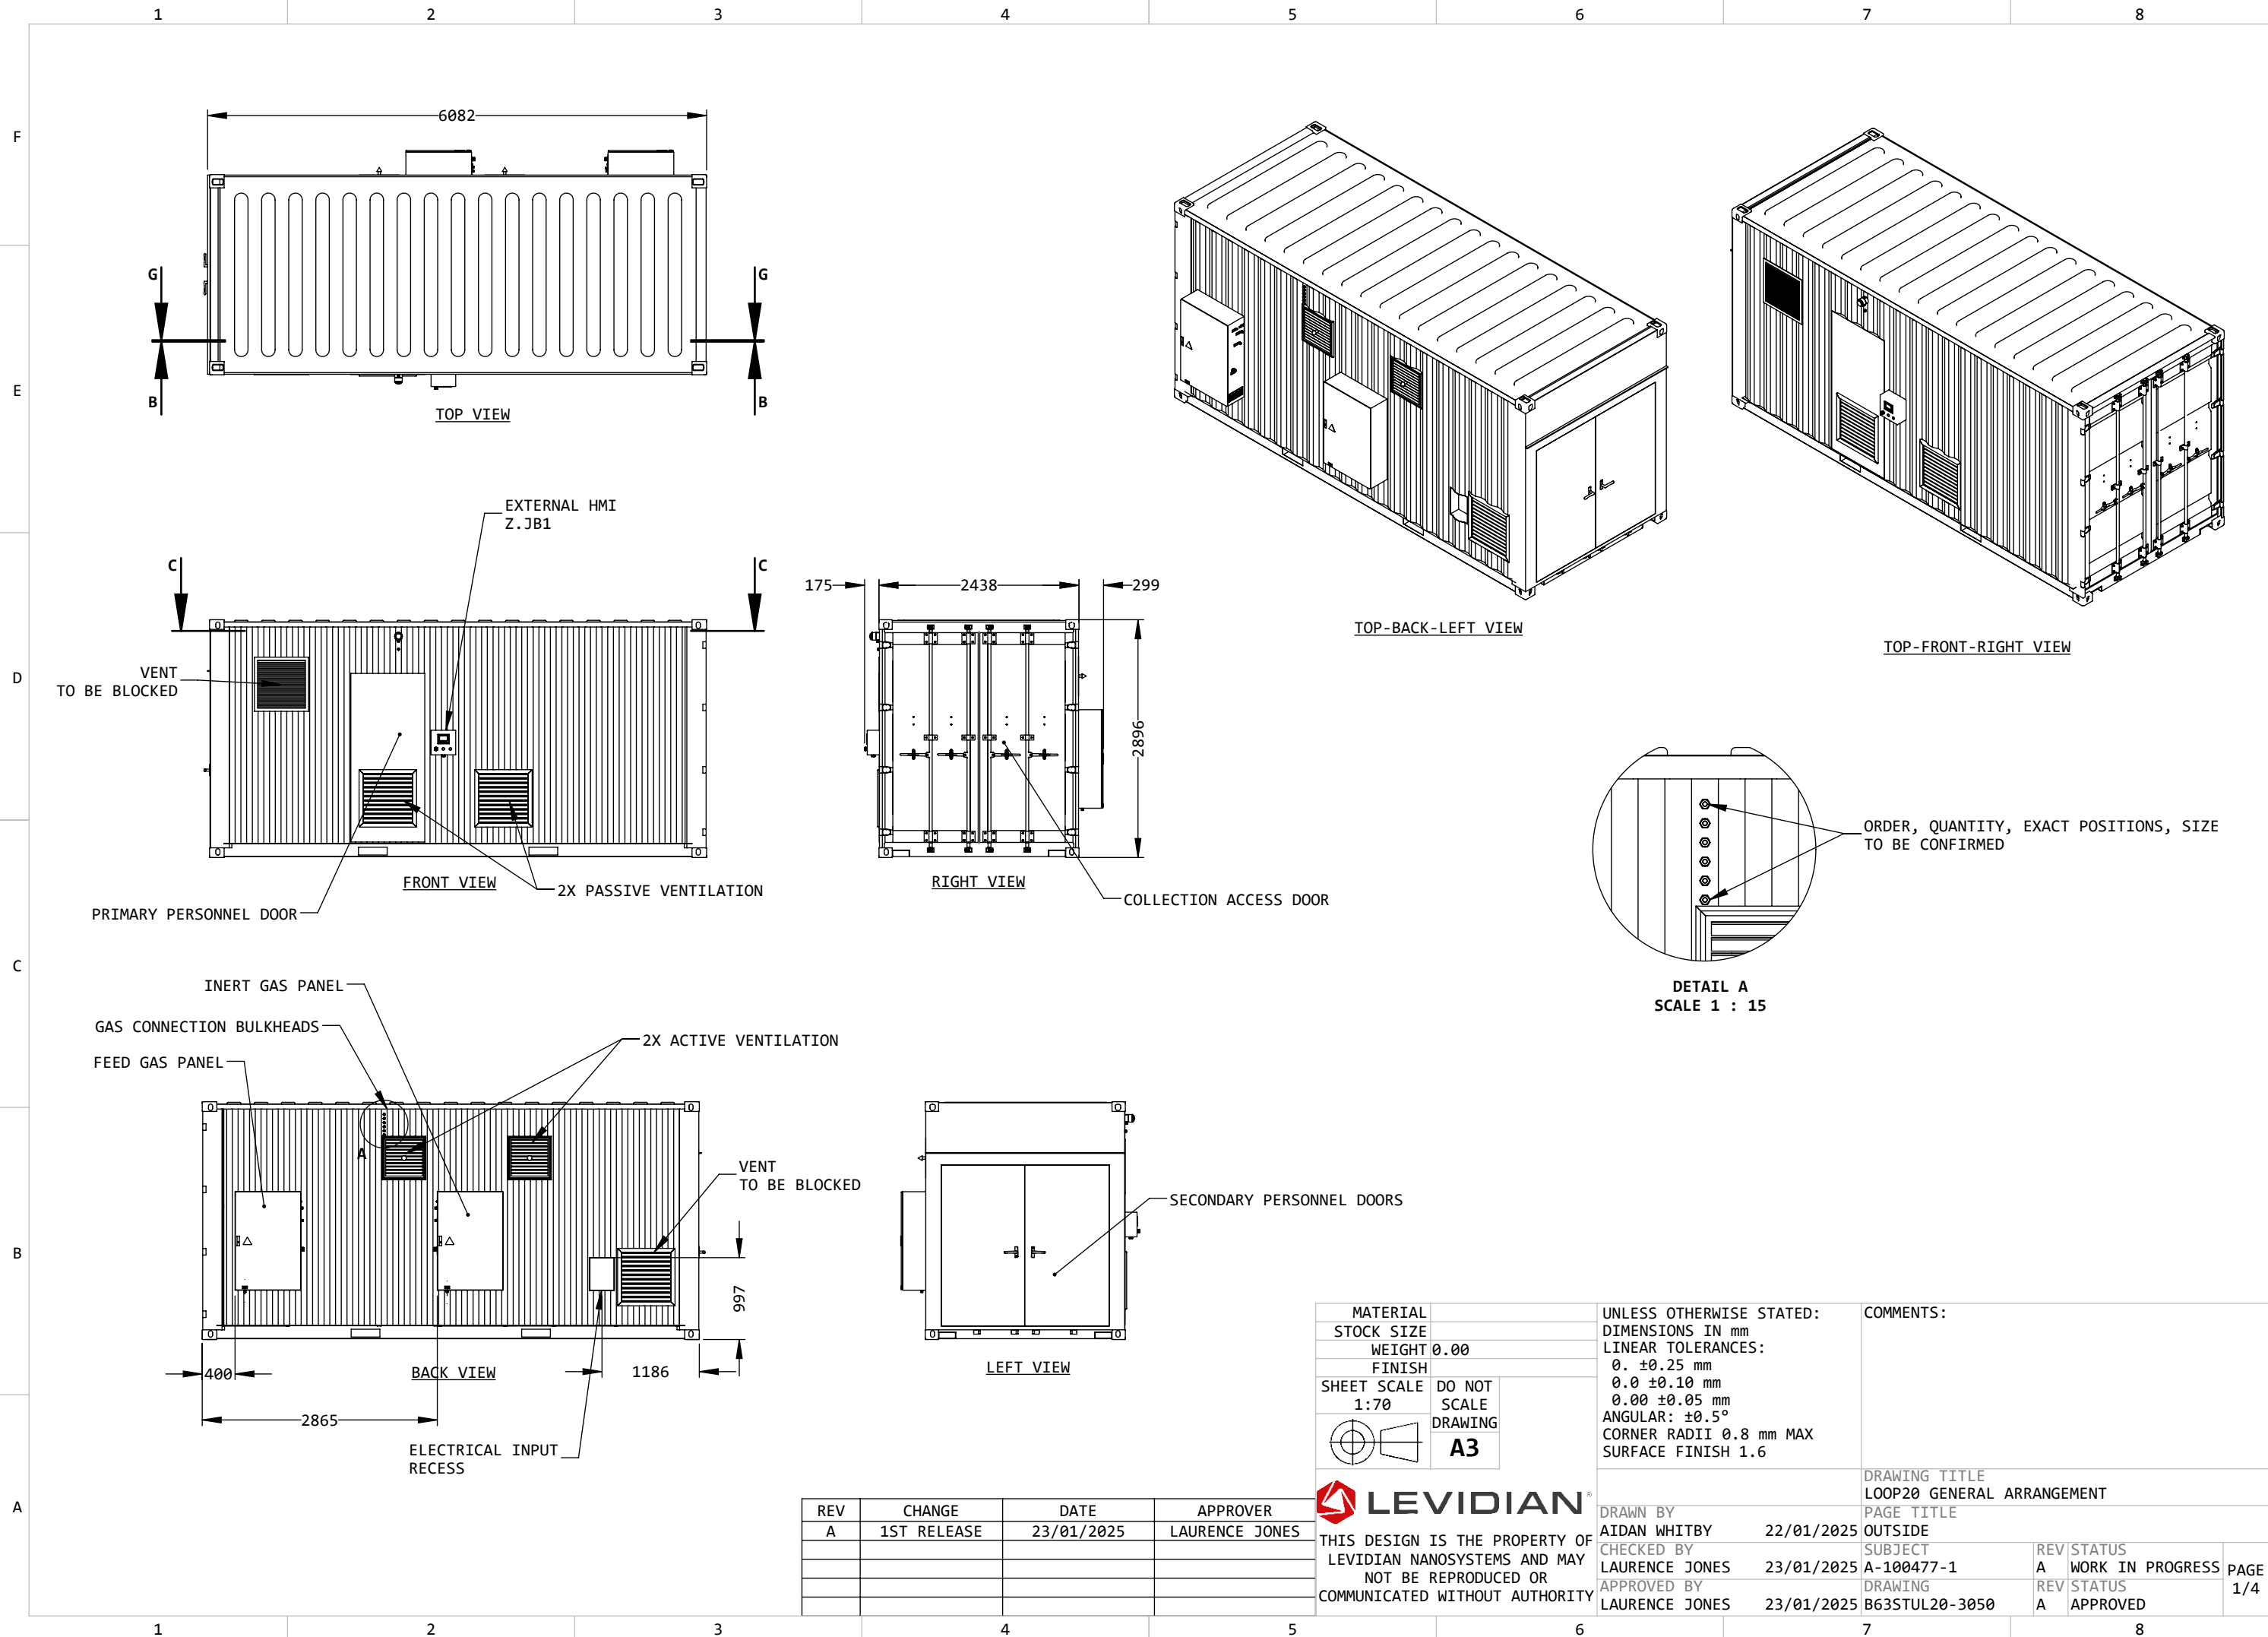 1 2 3 4 5 6 7 8
F
E
D
C
B
A
6082
G G
B B
TOP VIEW
EXTERNAL HMI
Z.JB1
C C
VENT
TO BE BLOCKED
FRONT VIEW
2X PASSIVE VENTILATION
PRIMARY PERSONNEL DOOR
175 2438 299
2896
RIGHT VIEW
COLLECTION ACCESS DOOR
TOP-BACK-LEFT VIEW
TOP-FRONT-RIGHT VIEW
ORDER, QUANTITY, EXACT POSITIONS, SIZE
TO BE CONFIRMED
DETAIL A
SCALE 1 : 15
INERT GAS PANEL
GAS CONNECTION BULKHEADS
FEED GAS PANEL
2X ACTIVE VENTILATION
A
VENT
TO BE BLOCKED
997
400
BACK VIEW
1186
2865
ELECTRICAL INPUT
RECESS
LEFT VIEW
SECONDARY PERSONNEL DOORS
REV CHANGE DATE APPROVER
A 1ST RELEASE 23/01/2025 LAURENCE JONES
MATERIAL
STOCK SIZE
WEIGHT 0.00
FINISH
SHEET SCALE
1:70
DO NOT
SCALE
DRAWING
A3
LEVIDIAN®
THIS DESIGN IS THE PROPERTY OF
LEVIDIAN NANOSYSTEMS AND MAY
NOT BE REPRODUCED OR
COMMUNICATED WITHOUT AUTHORITY
UNLESS OTHERWISE STATED:
DIMENSIONS IN mm
LINEAR TOLERANCES:
0. ±0.25 mm
0.0 ±0.10 mm
0.00 ±0.05 mm
ANGULAR: ±0.5°
CORNER RADII 0.8 mm MAX
SURFACE FINISH 1.6
COMMENTS:
DRAWING TITLE
LOOP20 GENERAL ARRANGEMENT
DRAWN BY
AIDAN WHITBY 22/01/2025
PAGE TITLE
OUTSIDE
CHECKED BY
LAURENCE JONES 23/01/2025
SUBJECT
A-100477-1
REV
A
STATUS
WORK IN PROGRESS
APPROVED BY
LAURENCE JONES 23/01/2025
DRAWING
B63STUL20-3050
REV
A
STATUS
APPROVED
PAGE
1/4
1 2 3 4 5 6 7 8